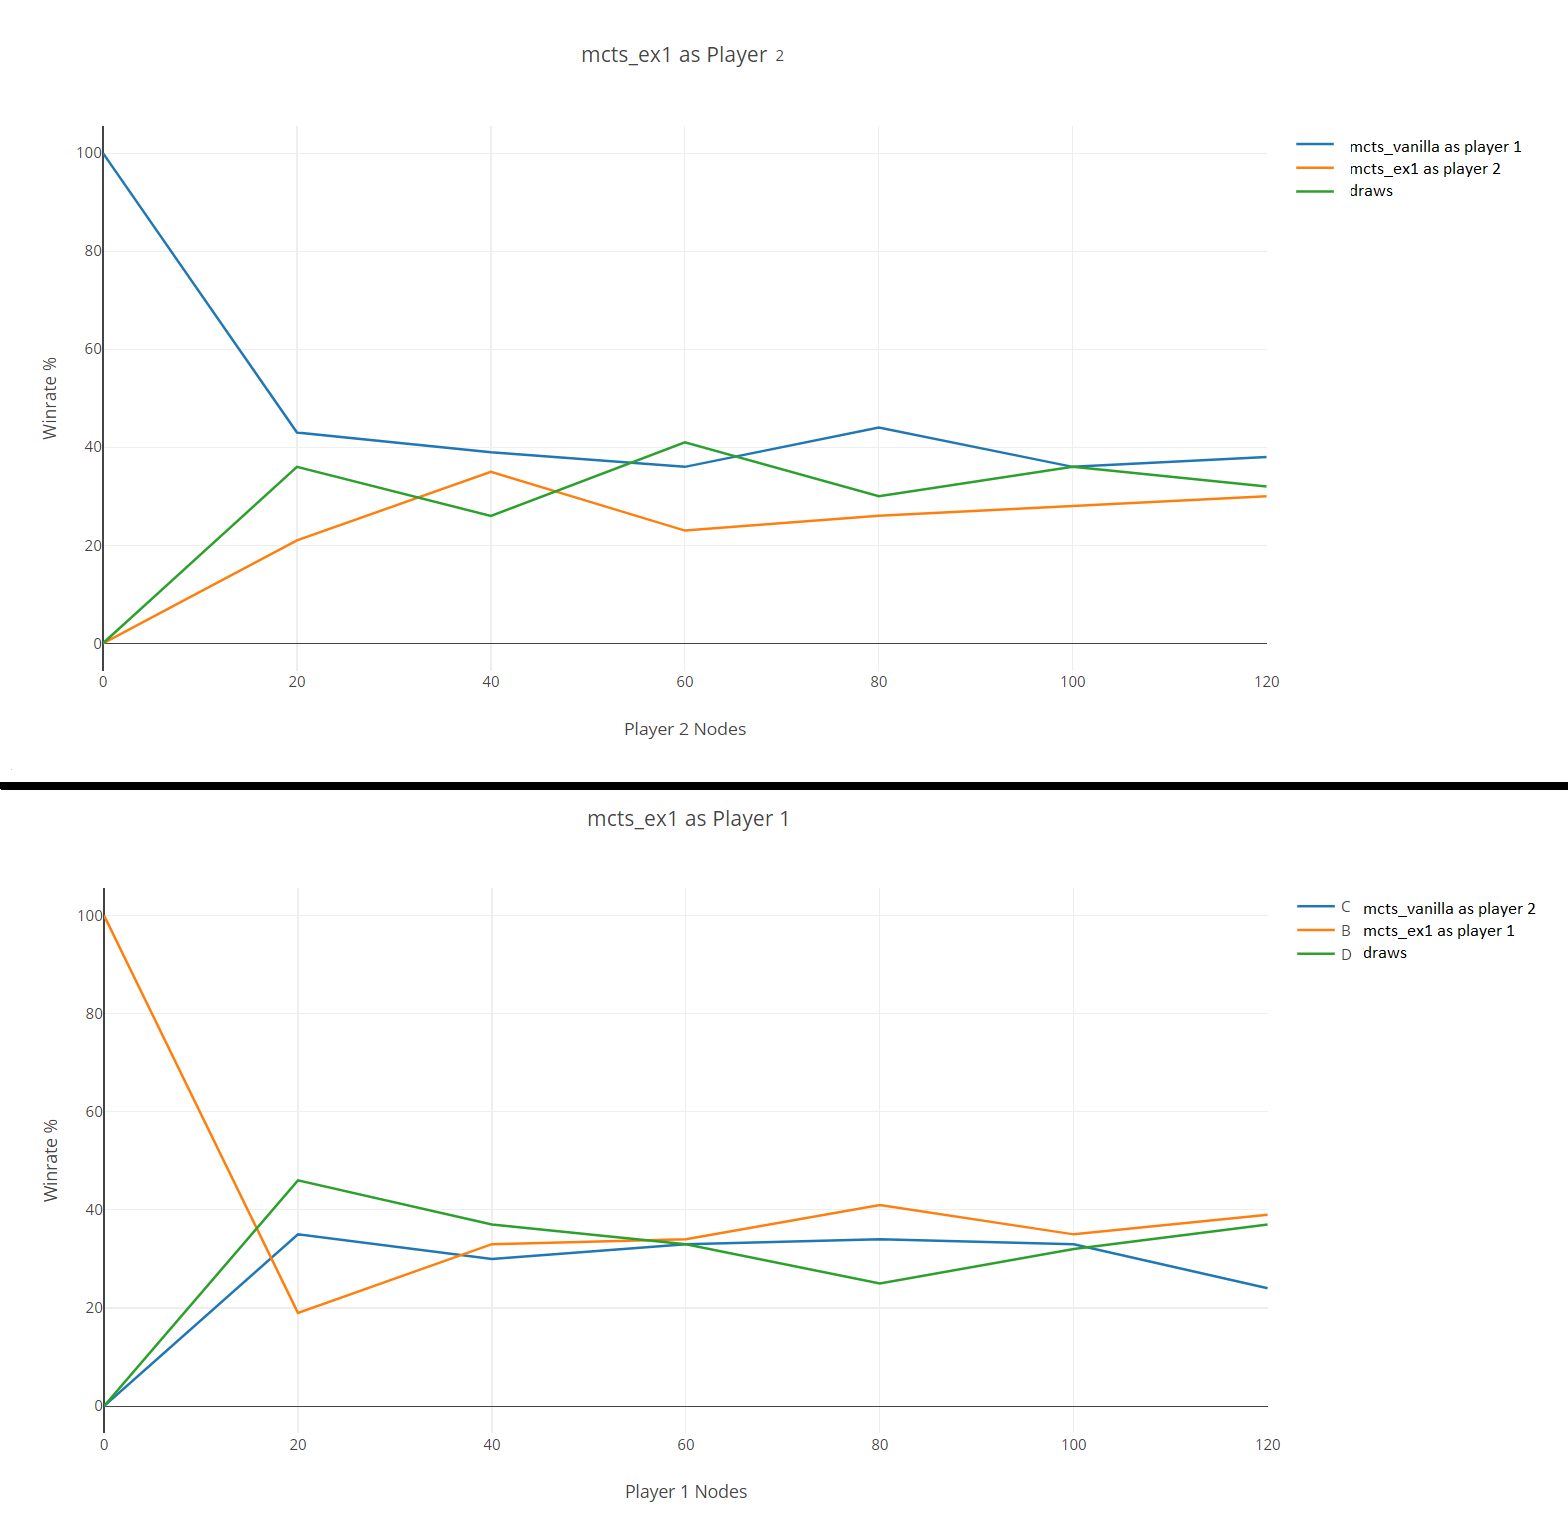 mcts_ex1 as Player 2
100
80
60
40
20
0
Winrate %
0 20 40 60 80 100 120
Player 2 Nodes
mcts_vanilla as player 1
mcts_ex1 as player 2
draws
mcts_ex1 as Player 1
100
80
60
40
20
0
Winrate %
0 20 40 60 80 100 120
Player 1 Nodes
C mcts_vanilla as player 2
B mcts_ex1 as player 1
D draws